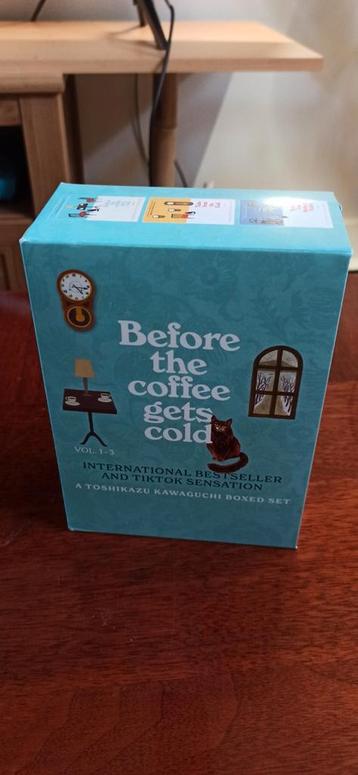 Before
the
coffee
gets
cold
VOL. 1-3
INTERNATIONAL BESTSELLER
AND TIKTOK SENSATION
A TOSHIKAZU KAWAGUCHI BOXED SET